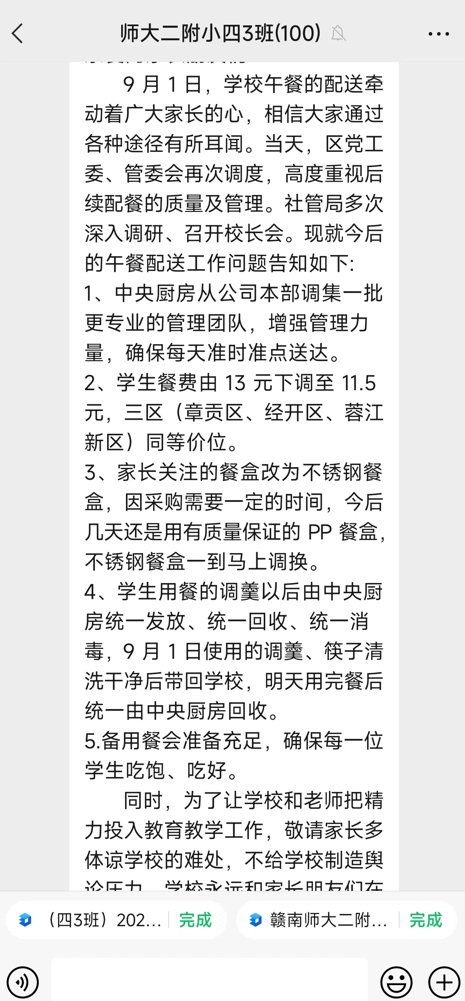 师大二附小四3班(100)
9月1日，学校午餐的配送牵
动着广大家长的心，相信大家通过
各种途径有所耳闻。当天，区党工
委、管委会再次调度，高度重视后
续配餐的质量及管理。社管局多次
深入调研、召开校长会。现就今后
的午餐配送工作问题告知如下:
1、中央厨房从公司本部调集一批
更专业的管理团队，增强管理力
量，确保每天准时准点送达。
2、学生餐费由 13 元下调至 11.5
元，三区（章贡区、经开区、蓉江
新区）同等价位。
3、家长关注的餐盒改为不锈钢餐
盒，因采购需要一定的时间，今后
几天还是用有质量保证的 PP 餐盒，
不锈钢餐盒一到马上调换。
4、学生用餐的调羹以后由中央厨
房统一发放、统一回收、统一消
毒，9月1日使用的调羹、筷子清
洗干净后带回学校，明天用完餐后
统一由中央厨房回收。
5.备用餐会准备充足，确保每一位
学生吃饱、吃好。
同时，为了让学校和老师把精
力投入教育教学工作，敬请家长多
体谅学校的难处，不给学校制造舆
论压力。学校永远和家长朋友们在
（四3班）202... 完成
赣南师大二附... 完成